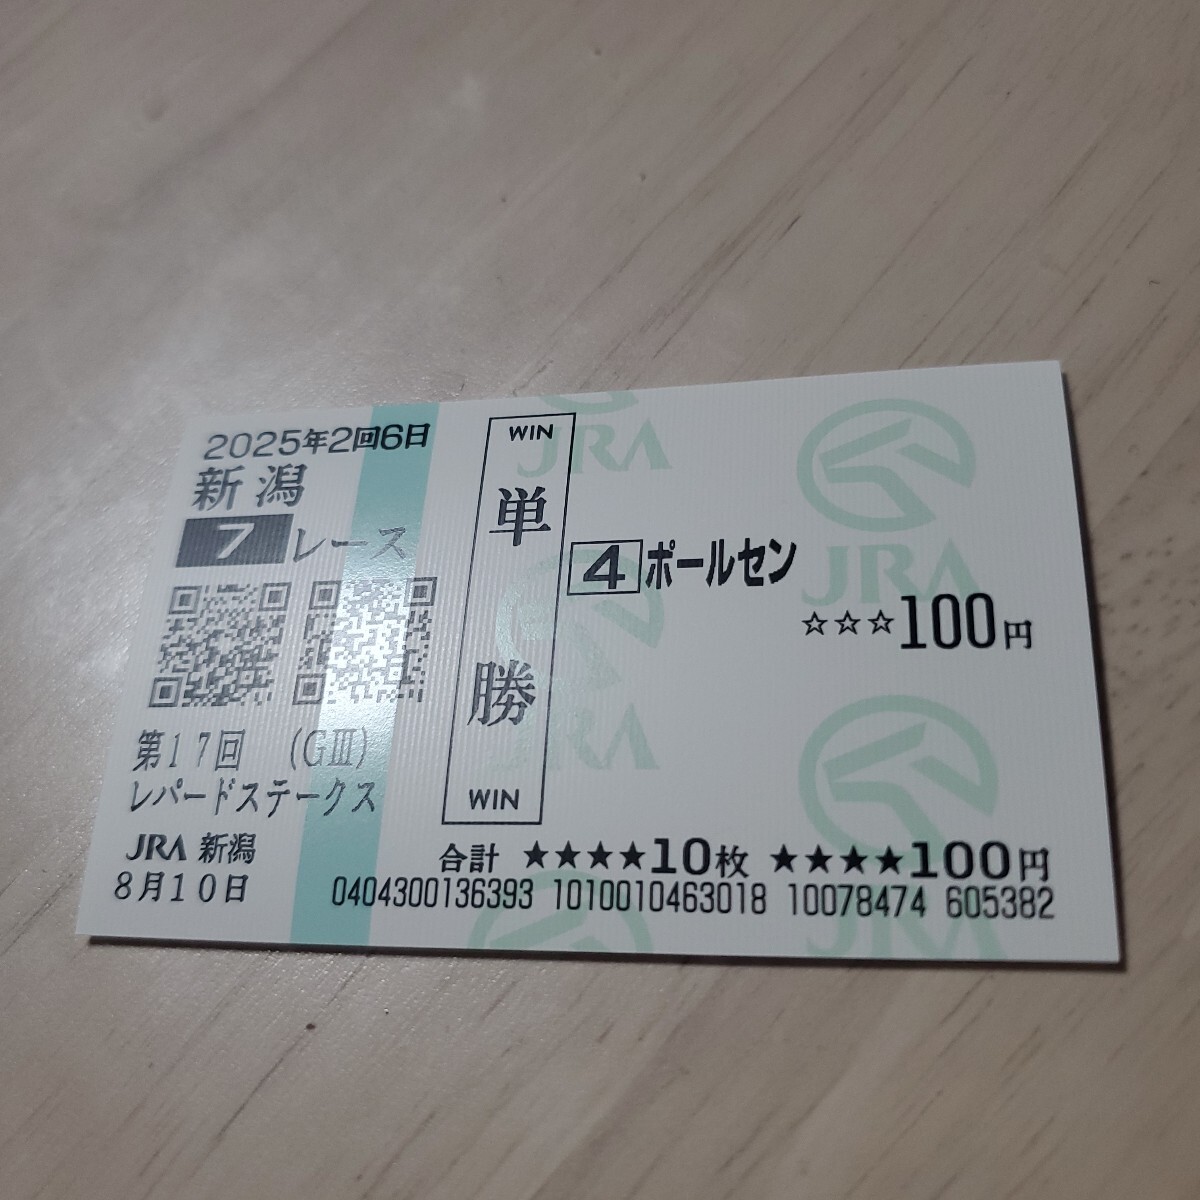 2025年2回6日
新潟
7レース
第17回 (GⅢ)
レパードステークス
JRA 新潟
8月10日
WIN
単勝
WIN
4 ポールセン
☆☆☆100円
合計 ★★★★10枚 ★★★★100円
0404300136393 1010010463018 10078474 605382
JRA
JRA
JRA
JRA